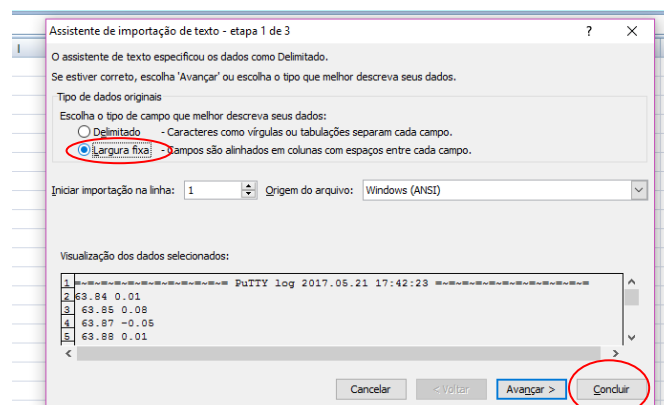 Assistente de importação de texto - etapa 1 de 3 ? ×
I
O assistente de texto especificou os dados como Delimitado.
Se estiver correto, escolha 'Avançar' ou escolha o tipo que melhor descreva seus dados.
Tipo de dados originais
Escolha o tipo de campo que melhor descreva seus dados:
Delimitado - Caracteres como vírgulas ou tabulações separam cada campo.
Largura fixa - Campos são alinhados em colunas com espaços entre cada campo.
Iniciar importação na linha: 1 Origem do arquivo: Windows (ANSI)
Visualização dos dados selecionados:
1 =~=~=~=~=~=~=~=~=~=~=~= PuTTY log 2017.05.21 17:42:23 =~=~=~=~=~=~=~=~=~=~=~=
2 63.84 0.01
3 63.85 0.08
4 63.87 -0.05
5 63.88 0.01
Cancelar < Voltar Avançar > Concluir